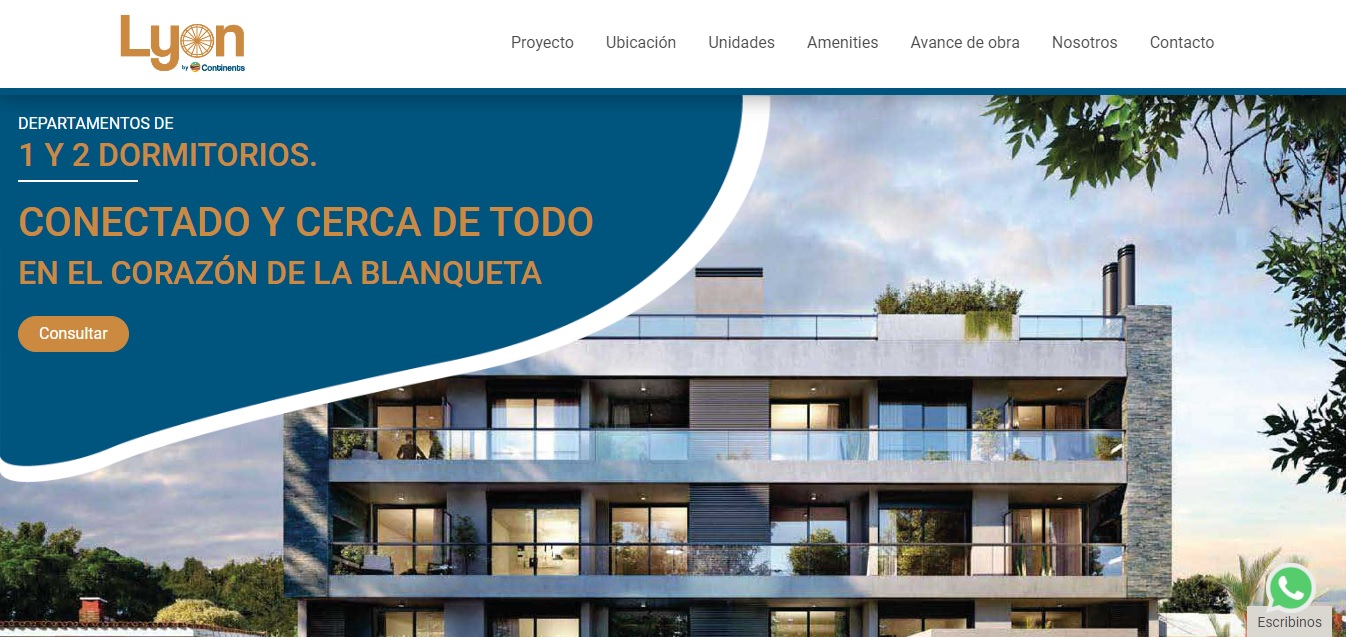 Lyon
by Continents
Proyecto
Ubicación
Unidades
Amenities
Avance de obra
Nosotros
Contacto
DEPARTAMENTOS DE
1 Y 2 DORMITORIOS.
CONECTADO Y CERCA DE TODO
EN EL CORAZÓN DE LA BLANQUETA
Consultar
Escribinos